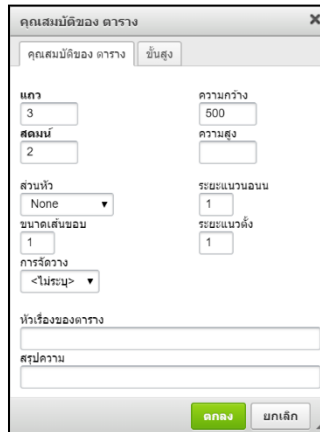 คุณสมบัติของ ตาราง
คุณสมบัติของ ตาราง ขั้นสูง
แถว ความกว้าง
3 500
สดมน์ ความสูง
2
ส่วนหัว ระยะแนวนอนน
None 1
ขนาดเส้นขอบ ระยะแนวตั้ง
1 1
การจัดวาง
<ไม่ระบุ>
หัวเรื่องของตาราง
สรุปความ
ตกลง ยกเลิก